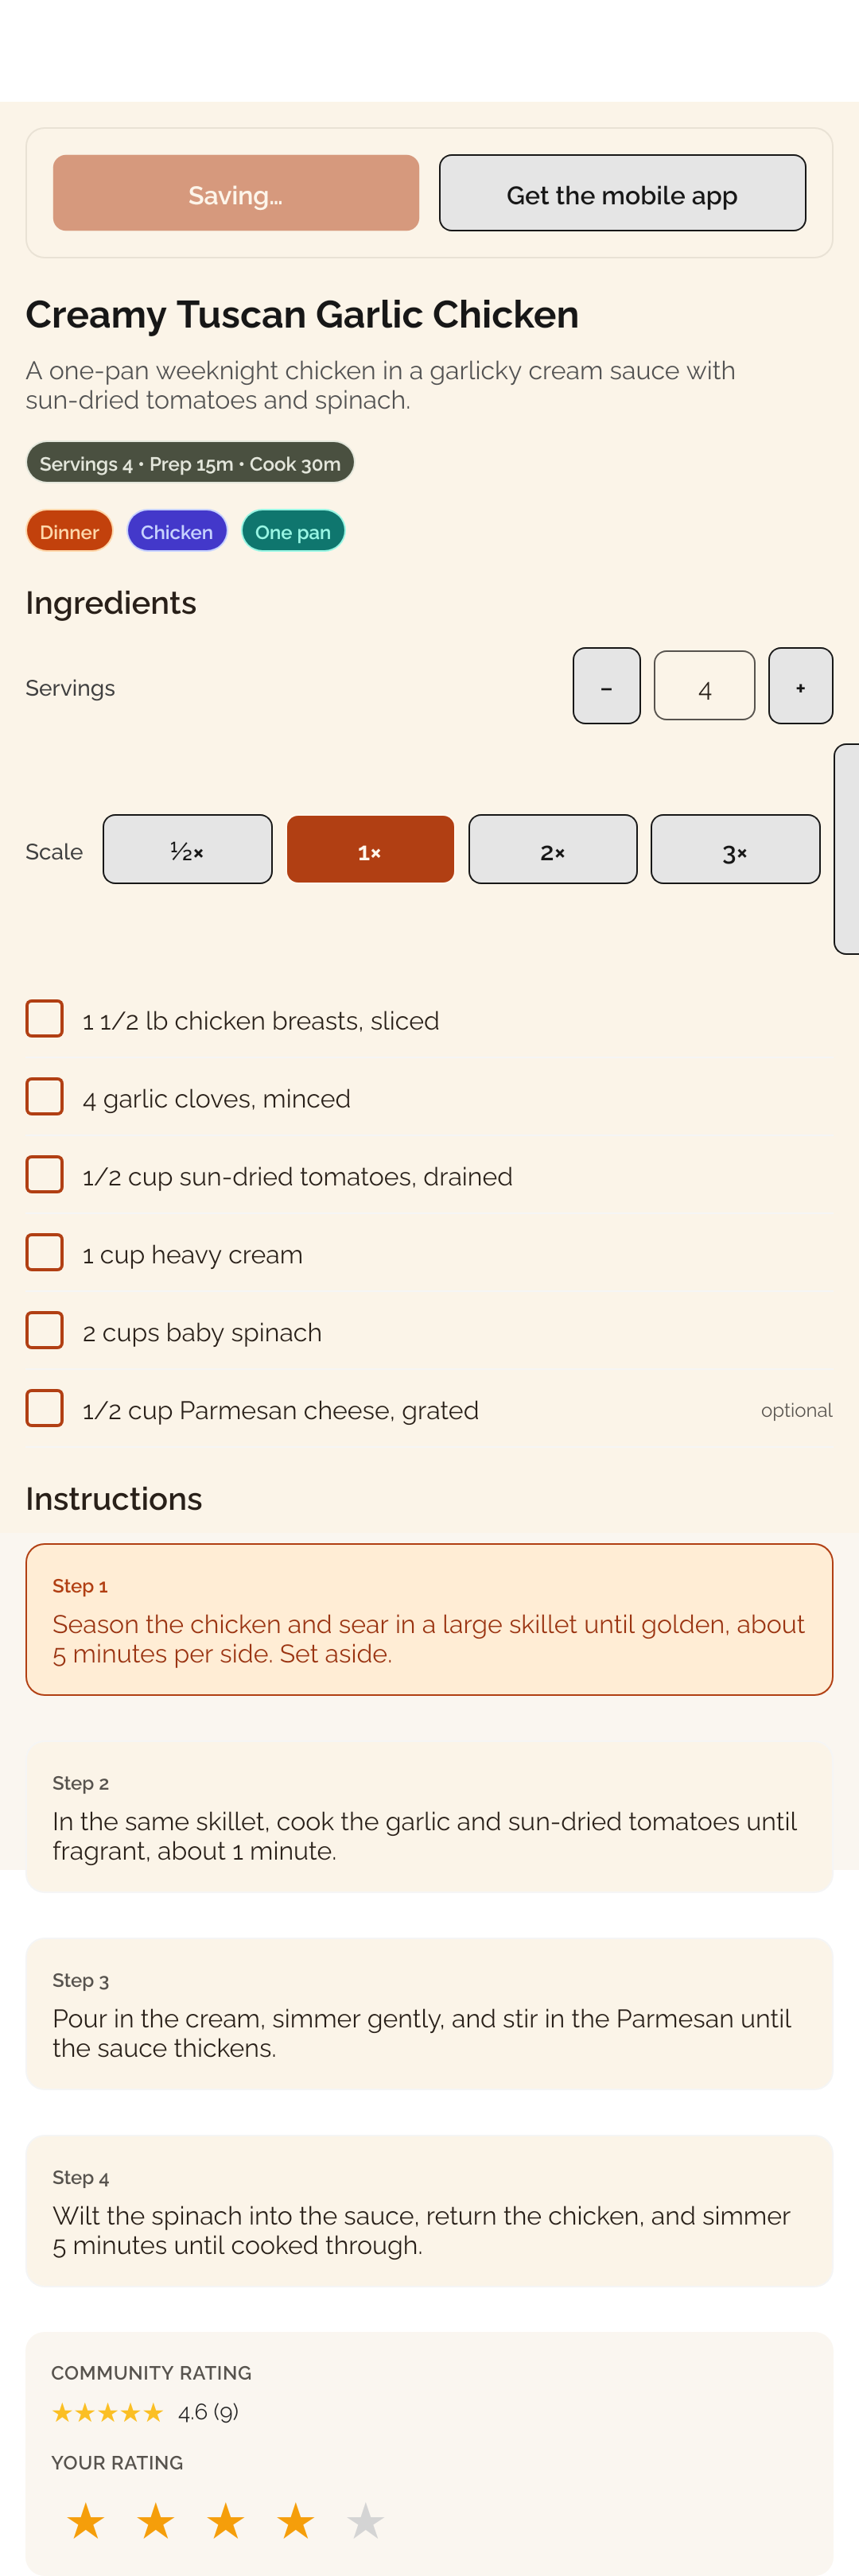 Saving…
Get the mobile app
Creamy Tuscan Garlic Chicken
A one-pan weeknight chicken in a garlicky cream sauce with
sun-dried tomatoes and spinach.
Servings 4 • Prep 15m • Cook 30m
Dinner
Chicken
One pan
Ingredients
Servings
−
4
+
Scale
½×
1×
2×
3×
1 1/2 lb chicken breasts, sliced
4 garlic cloves, minced
1/2 cup sun-dried tomatoes, drained
1 cup heavy cream
2 cups baby spinach
1/2 cup Parmesan cheese, grated
optional
Instructions
Step 1
Season the chicken and sear in a large skillet until golden, about
5 minutes per side. Set aside.
Step 2
In the same skillet, cook the garlic and sun-dried tomatoes until
fragrant, about 1 minute.
Step 3
Pour in the cream, simmer gently, and stir in the Parmesan until
the sauce thickens.
Step 4
Wilt the spinach into the sauce, return the chicken, and simmer
5 minutes until cooked through.
COMMUNITY RATING
★★★★★ 4.6 (9)
YOUR RATING
★ ★ ★ ★ ★